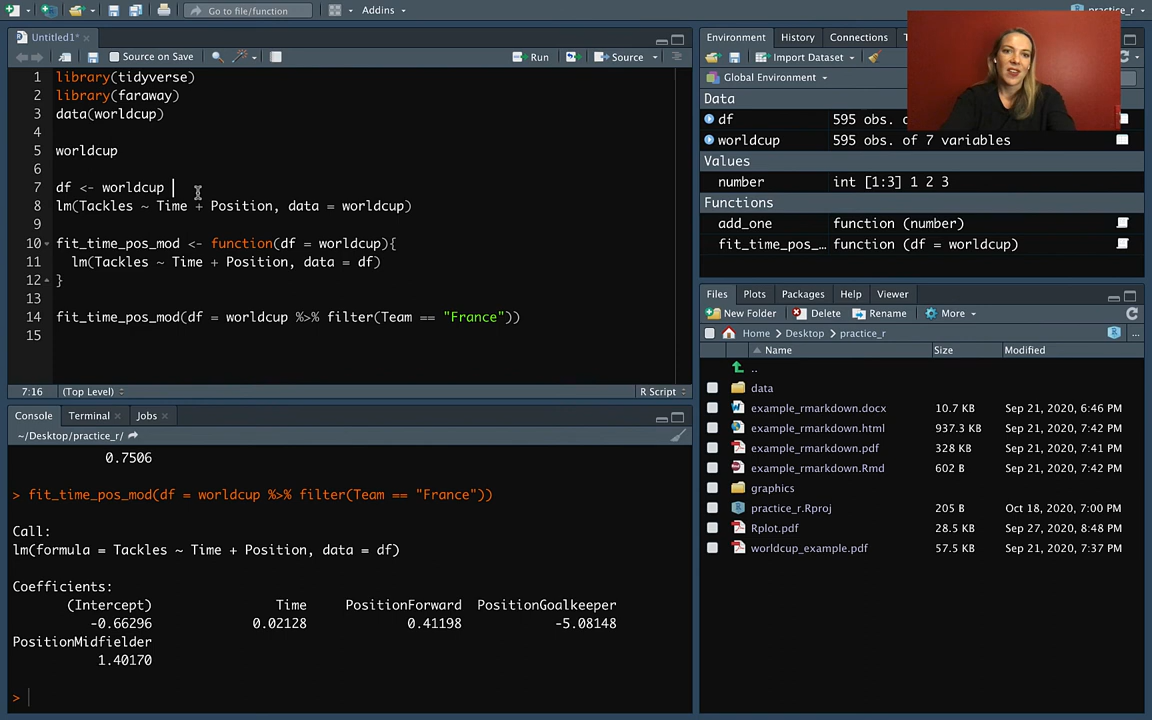 Go to file/function
Addins
practice_r
Untitled1*
Source on Save
Run
Source
1 library(tidyverse)
2 library(faraway)
3 data(worldcup)
4
5 worldcup
6
7 df <- worldcup
8 lm(Tackles ~ Time + Position, data = worldcup)
9
10 fit_time_pos_mod <- function(df = worldcup){
11 lm(Tackles ~ Time + Position, data = df)
12 }
13
14 fit_time_pos_mod(df = worldcup %>% filter(Team == "France"))
15
7:16
(Top Level)
R Script
Console
Terminal
Jobs
~/Desktop/practice_r/
0.7506
> fit_time_pos_mod(df = worldcup %>% filter(Team == "France"))
Call:
lm(formula = Tackles ~ Time + Position, data = df)
Coefficients:
(Intercept) Time PositionForward PositionGoalkeeper
-0.66296 0.02128 0.41198 -5.08148
PositionMidfielder
1.40170
>
Environment
History
Connections
Import Dataset
Global Environment
Data
df 595 obs.
worldcup 595 obs. of 7 variables
Values
number int [1:3] 1 2 3
Functions
add_one function (number)
fit_time_pos_… function (df = worldcup)
Files
Plots
Packages
Help
Viewer
New Folder
Delete
Rename
More
Home
Desktop
practice_r
...
Name Size Modified
..
data
example_rmarkdown.docx 10.7 KB Sep 21, 2020, 6:46 PM
example_rmarkdown.html 937.3 KB Sep 21, 2020, 7:42 PM
example_rmarkdown.pdf 328 KB Sep 21, 2020, 7:41 PM
example_rmarkdown.Rmd 602 B Sep 21, 2020, 7:42 PM
graphics
practice_r.Rproj 205 B Oct 18, 2020, 7:00 PM
Rplot.pdf 28.5 KB Sep 27, 2020, 8:48 PM
worldcup_example.pdf 57.5 KB Sep 21, 2020, 7:37 PM